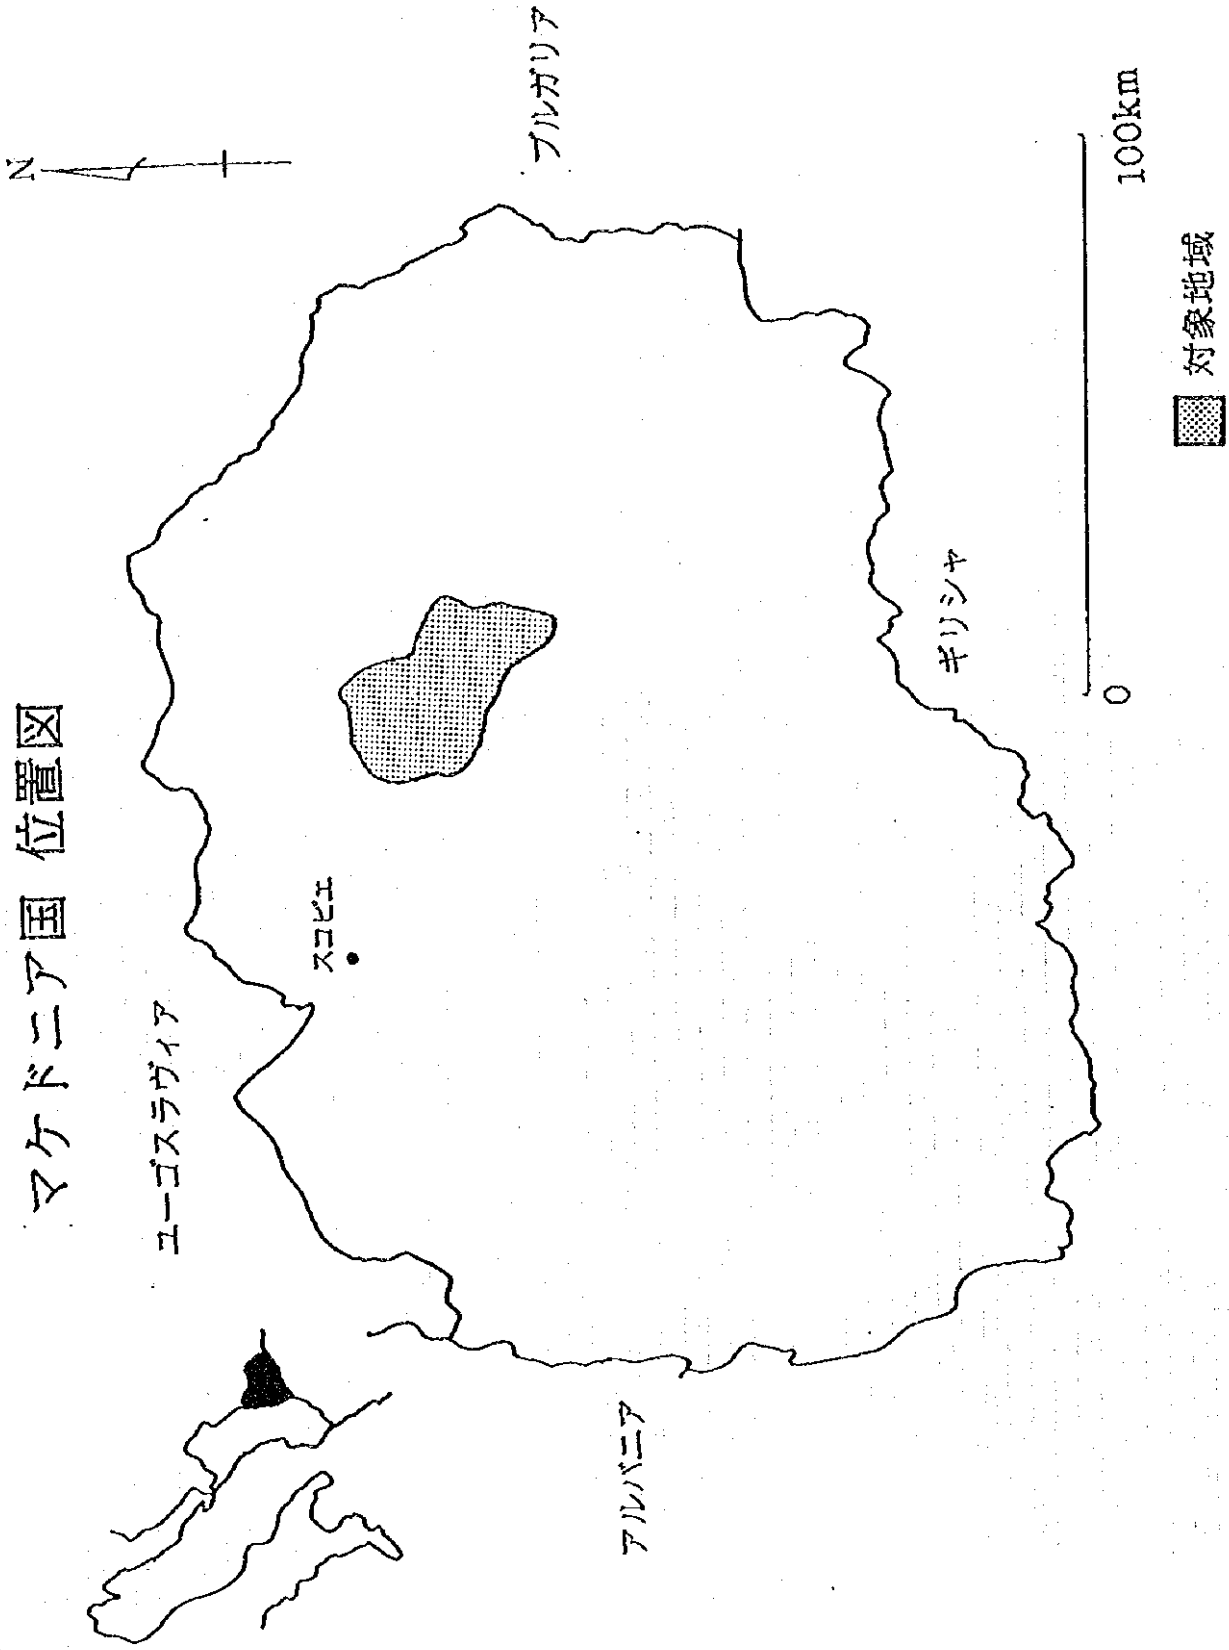 マケドニア国 位置図
N
ユーゴスラヴィア
ブルガリア
スコピエ
アルバニア
ギリシャ
0
100km
対象地域